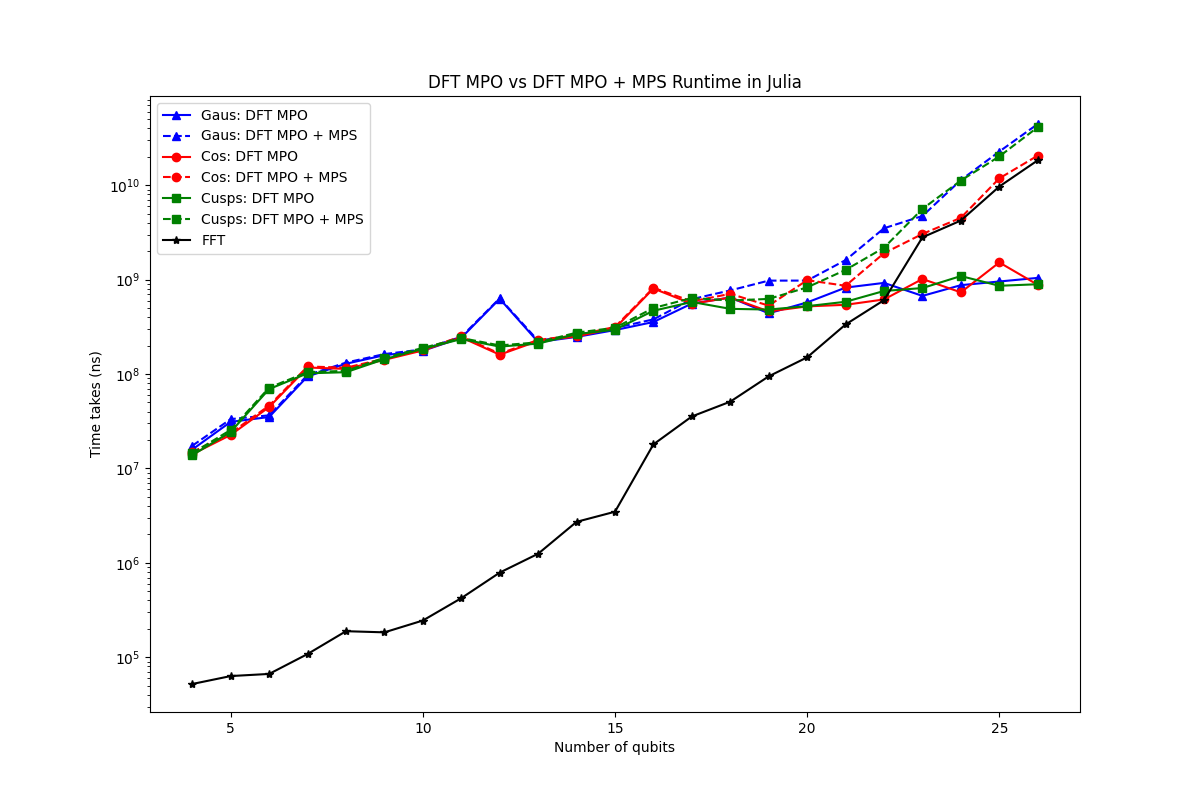 DFT MPO vs DFT MPO + MPS Runtime in Julia
Gaus: DFT MPO
Gaus: DFT MPO + MPS
Cos: DFT MPO
Cos: DFT MPO + MPS
Cusps: DFT MPO
Cusps: DFT MPO + MPS
FFT
Time takes (ns)
10^10
10^9
10^8
10^7
10^6
10^5
5 10 15 20 25
Number of qubits